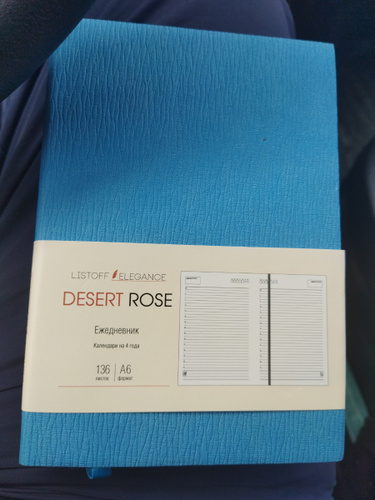 LISTOFF ELEGANCE
DESERT ROSE
Ежедневник
Календари на 4 года
136 A6
листов формат